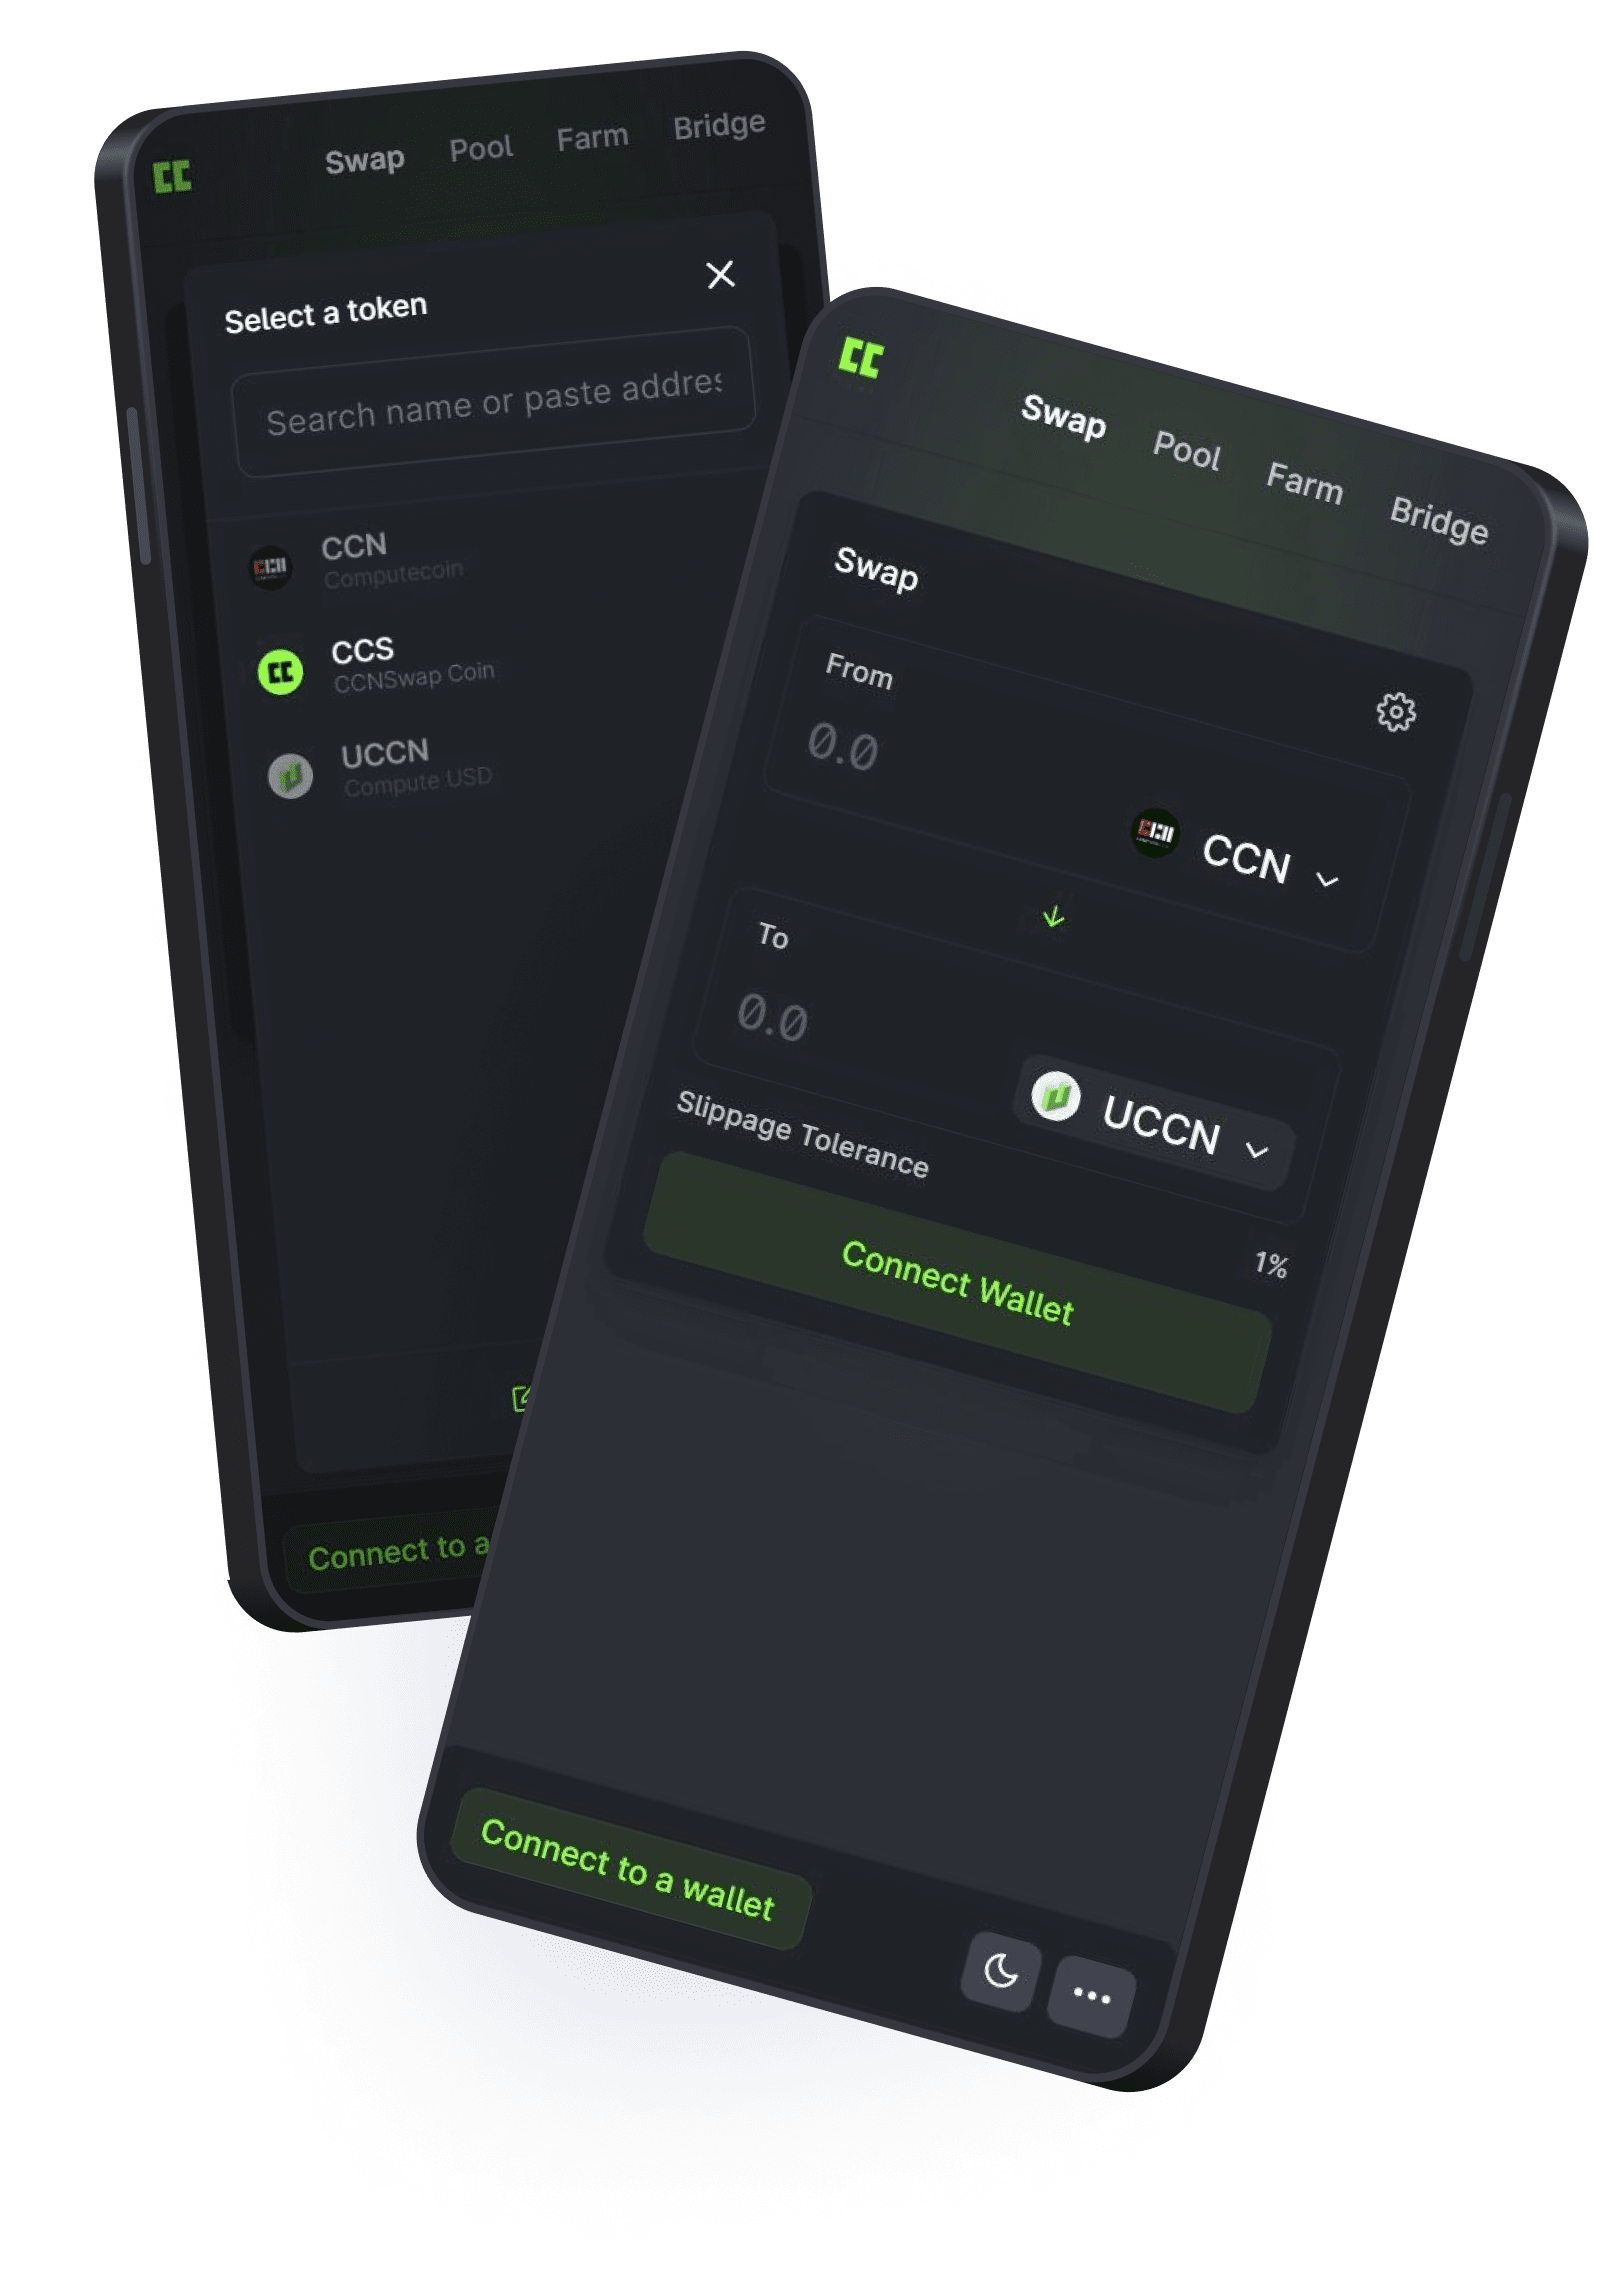 Swap Pool Farm Bridge
Select a token
Search name or paste addres
CCN
Computecoin
CCS
CCNSwap Coin
UCCN
Compute USD
Connect to a
Swap Pool Farm Bridge
Swap
From
0.0
CCN
To
0.0
UCCN
Slippage Tolerance
1%
Connect Wallet
Connect to a wallet